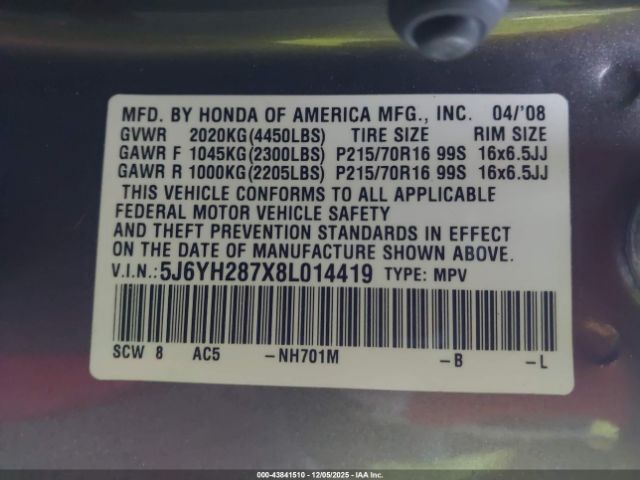 MFD. BY HONDA OF AMERICA MFG., INC. 04/'08
GVWR 2020KG(4450LBS) TIRE SIZE RIM SIZE
GAWR F 1045KG(2300LBS) P215/70R16 99S 16x6.5JJ
GAWR R 1000KG(2205LBS) P215/70R16 99S 16x6.5JJ
THIS VEHICLE CONFORMS TO ALL APPLICABLE
FEDERAL MOTOR VEHICLE SAFETY
AND THEFT PREVENTION STANDARDS IN EFFECT
ON THE DATE OF MANUFACTURE SHOWN ABOVE.
V.I.N.:5J6YH287X8L014419 TYPE: MPV
SCW 8 AC5 -NH701M -B -L
000-43841510 - 12/05/2025 - IAAI.COM